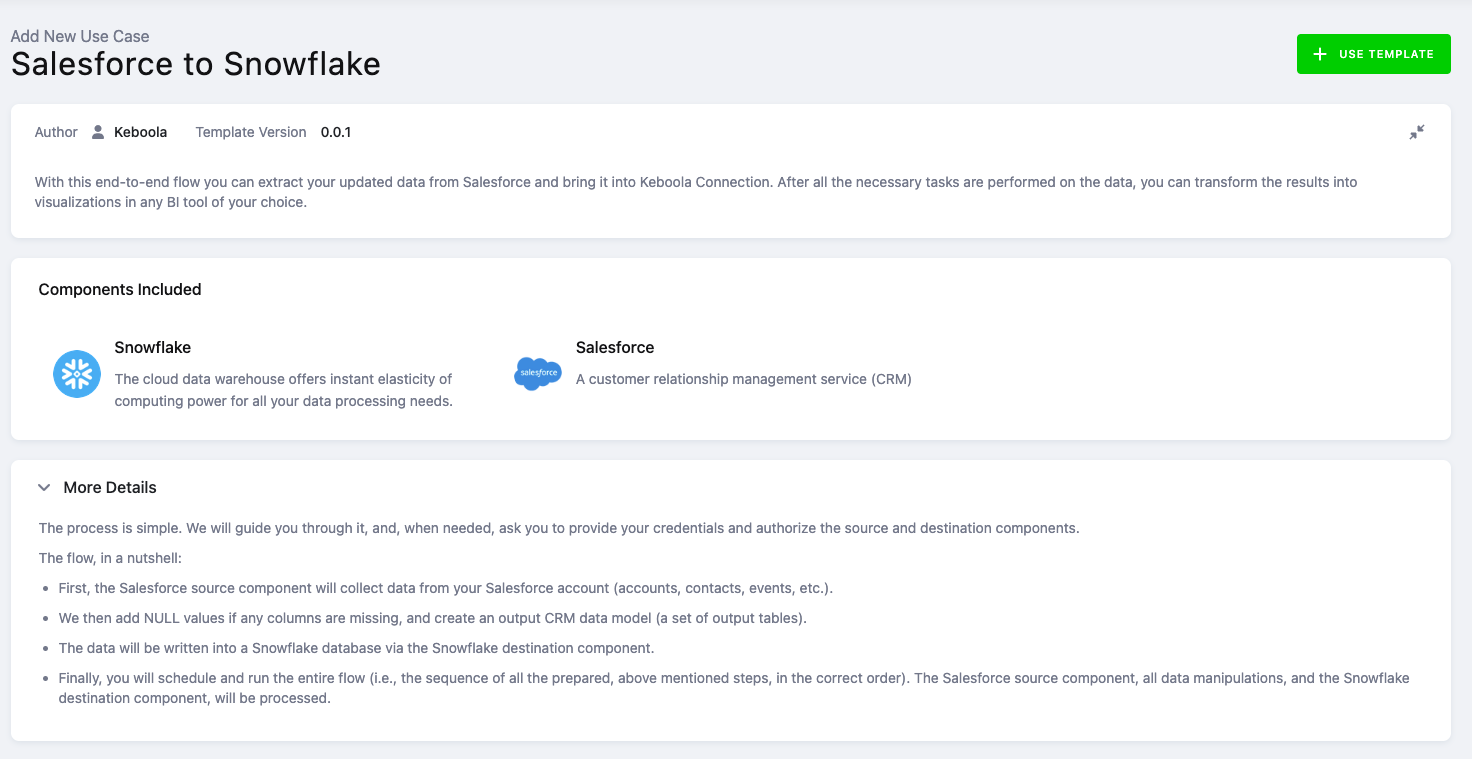 Add New Use Case
Salesforce to Snowflake
USE TEMPLATE
Author Keboola Template Version 0.0.1
With this end-to-end flow you can extract your updated data from Salesforce and bring it into Keboola Connection. After all the necessary tasks are performed on the data, you can transform the results into
visualizations in any BI tool of your choice.
Components Included
Snowflake
The cloud data warehouse offers instant elasticity of
computing power for all your data processing needs.
salesforce
Salesforce
A customer relationship management service (CRM)
More Details
The process is simple. We will guide you through it, and, when needed, ask you to provide your credentials and authorize the source and destination components.
The flow, in a nutshell:
• First, the Salesforce source component will collect data from your Salesforce account (accounts, contacts, events, etc.).
• We then add NULL values if any columns are missing, and create an output CRM data model (a set of output tables).
• The data will be written into a Snowflake database via the Snowflake destination component.
• Finally, you will schedule and run the entire flow (i.e., the sequence of all the prepared, above mentioned steps, in the correct order). The Salesforce source component, all data manipulations, and the Snowflake
destination component, will be processed.